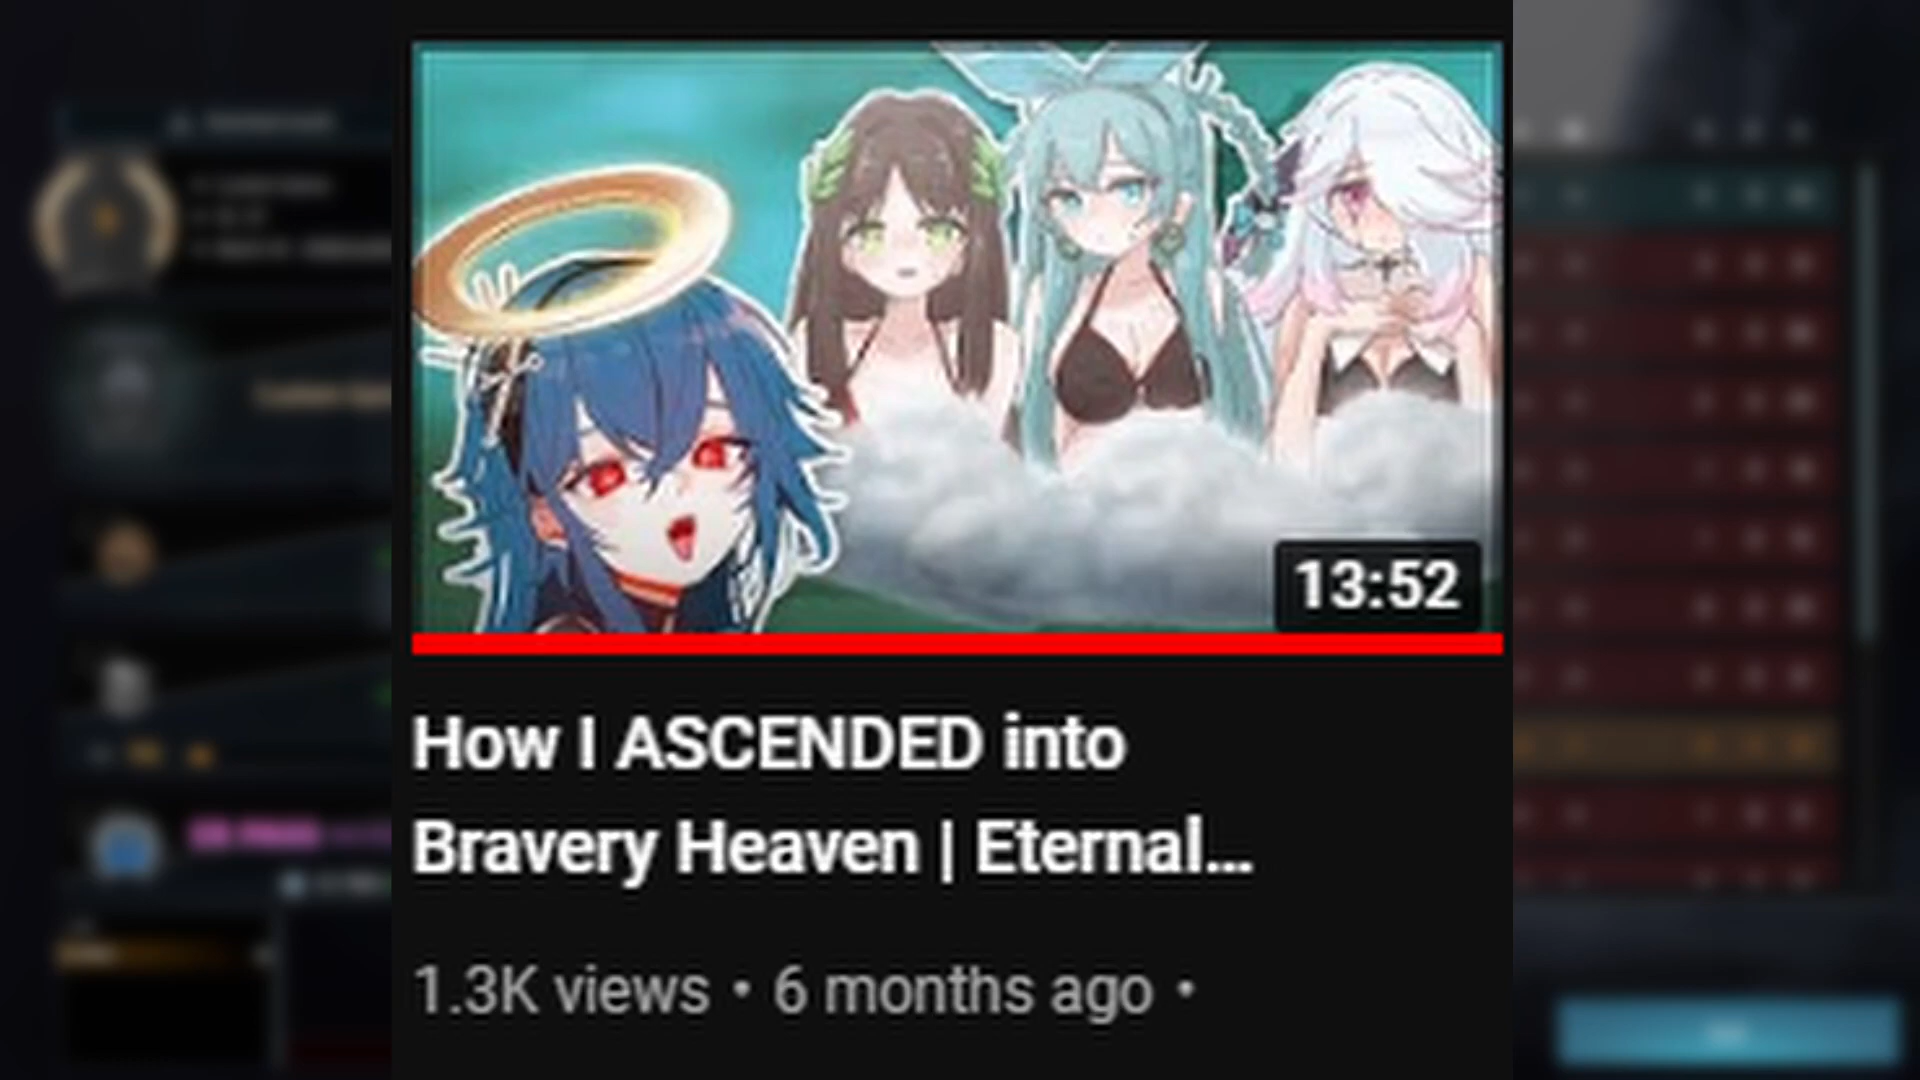 13:52
How I ASCENDED into
Bravery Heaven | Eternal...
1.3K views • 6 months ago •